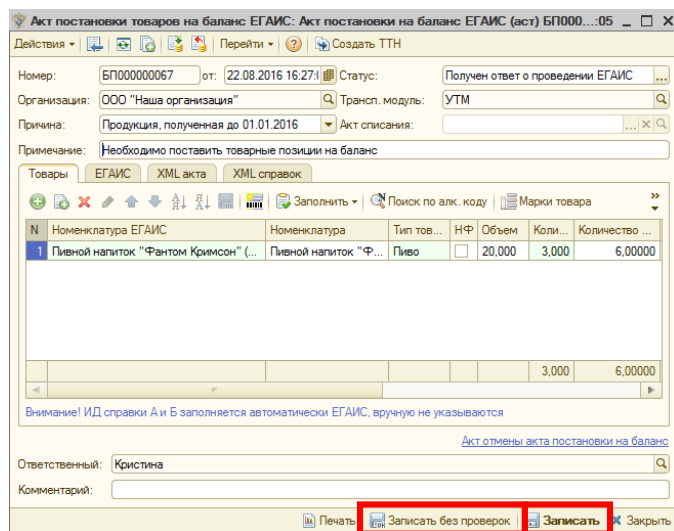 Акт постановки товаров на баланс ЕГАИС: Акт постановки на баланс ЕГАИС (аст) БП000...:05
Действия Перейти Создать ТТН
Номер: БП000000067 от: 22.08.2016 16:27:( Статус: Получен ответ о проведении ЕГАИС ...
Организация: ООО "Наша организация" Трансп. модуль: УТМ
Причина: Продукция, полученная до 01.01.2016 Акт списания: ...
Примечание: Необходимо поставить товарные позиции на баланс
Товары ЕГАИС XML акта XML справок
Заполнить Поиск по алк. коду Марки товара
N Номенклатура ЕГАИС Номенклатура Тип тов... НФ Объем Коли... Количество ...
1 Пивной напиток "Фантом Кримсон" (... Пивной напиток "Ф... Пиво 20,000 3,000 6,00000
3,000 6,00000
Внимание! ИД справки А и Б заполняется автоматически ЕГАИС, вручную не указываются
Акт отмены акта постановки на баланс
Ответственный: Кристина
Комментарий:
Печать Записать без проверок Записать Закрыть